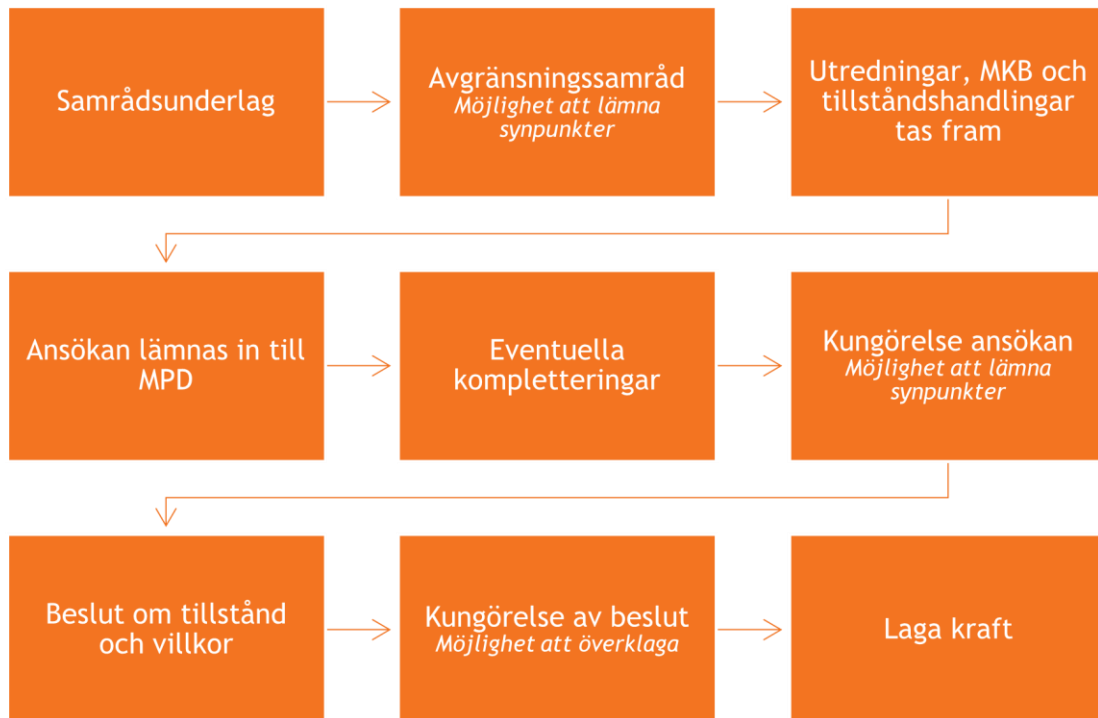 Samrådsunderlag
Avgränsningssamråd
Möjlighet att lämna
synpunkter
Utredningar, MKB och
tillståndshandlingar
tas fram
Ansökan lämnas in till
MPD
Eventuella
kompletteringar
Kungörelse ansökan
Möjlighet att lämna
synpunkter
Beslut om tillstånd
och villkor
Kungörelse av beslut
Möjlighet att överklaga
Laga kraft